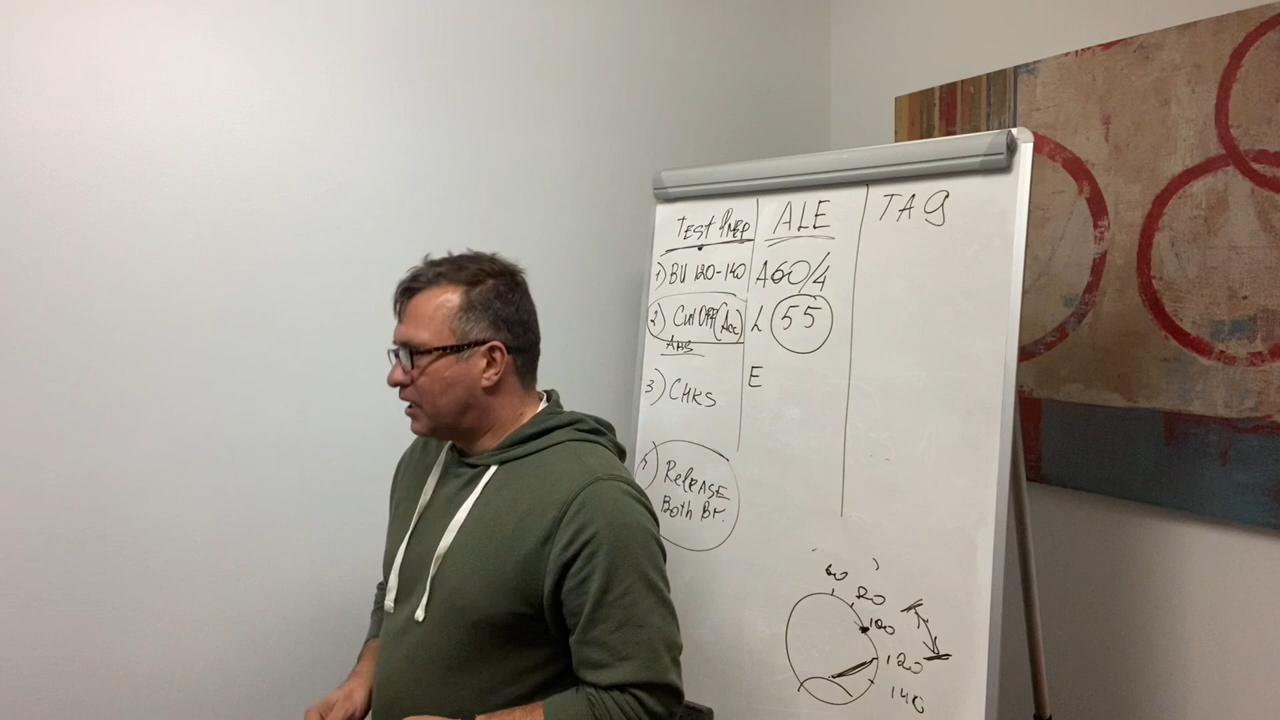 TEST PREP
1) BU 120-140
2) Cut OFF (Acc)
ABS
3) CHKS
Release
Both Br.
ALE
A 60/4
L 55
E
TAG
60
80
100
120
140